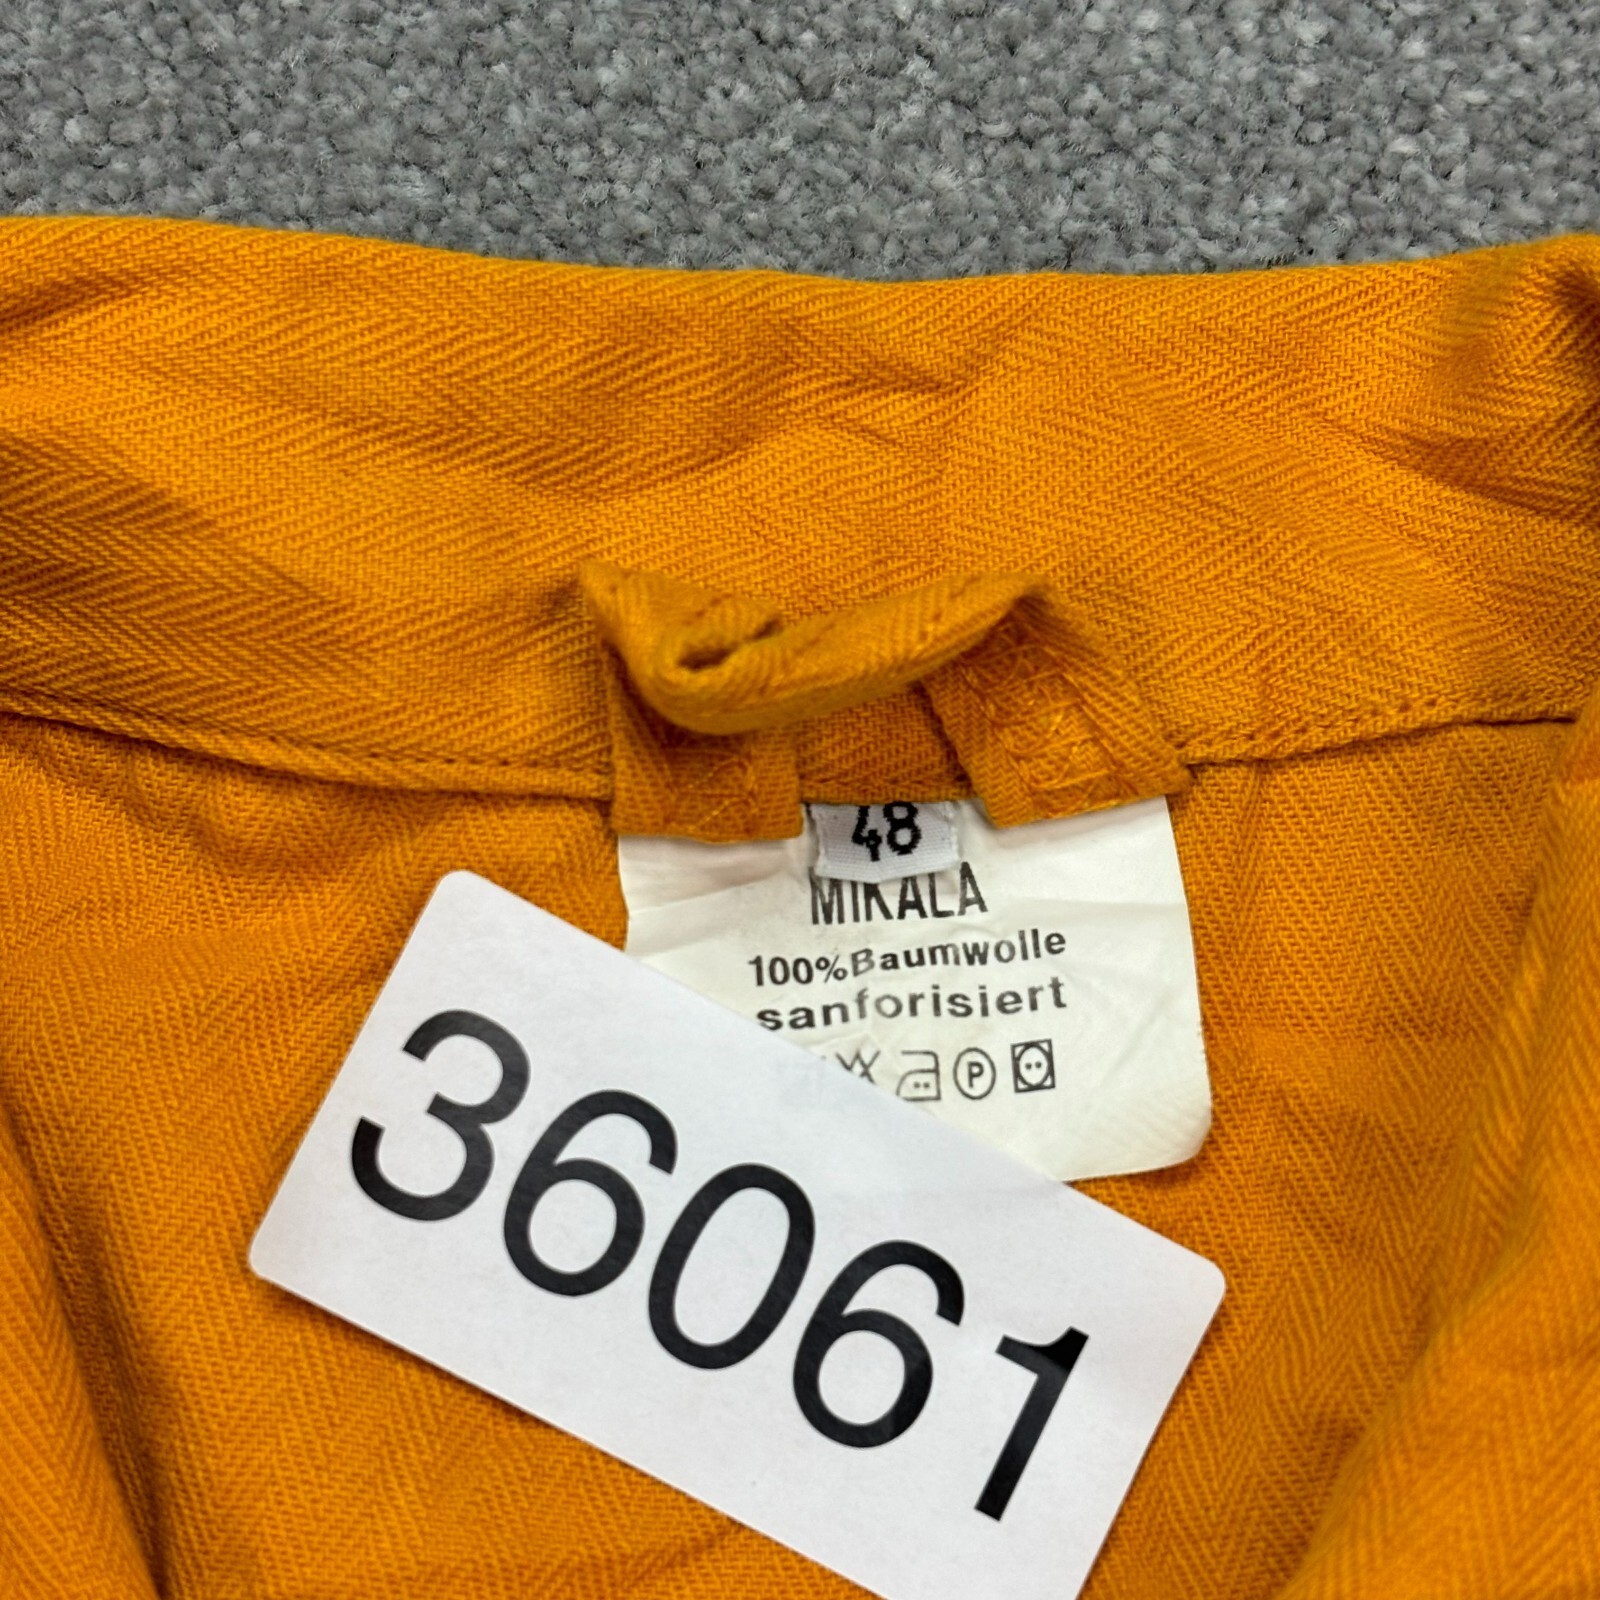 48
MIKALA
100%Baumwolle
sanforisiert
P
36061